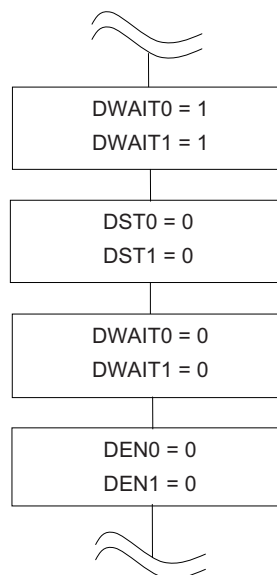 DWAIT0 = 1
DWAIT1 = 1
DST0 = 0
DST1 = 0
DWAIT0 = 0
DWAIT1 = 0
DEN0 = 0
DEN1 = 0